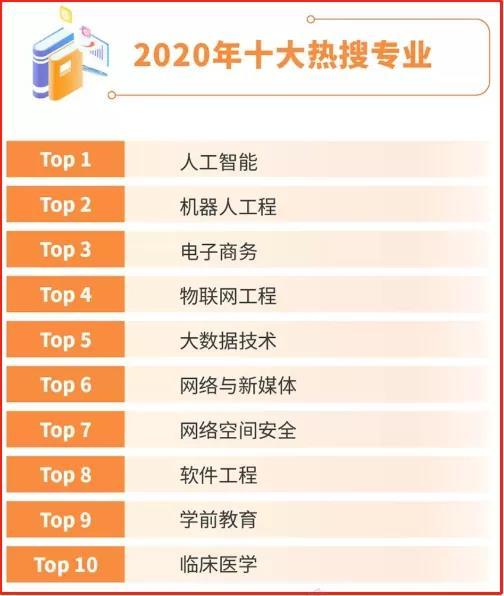 2020年十大热搜专业
Top 1 人工智能
Top 2 机器人工程
Top 3 电子商务
Top 4 物联网工程
Top 5 大数据技术
Top 6 网络与新媒体
Top 7 网络空间安全
Top 8 软件工程
Top 9 学前教育
Top 10 临床医学